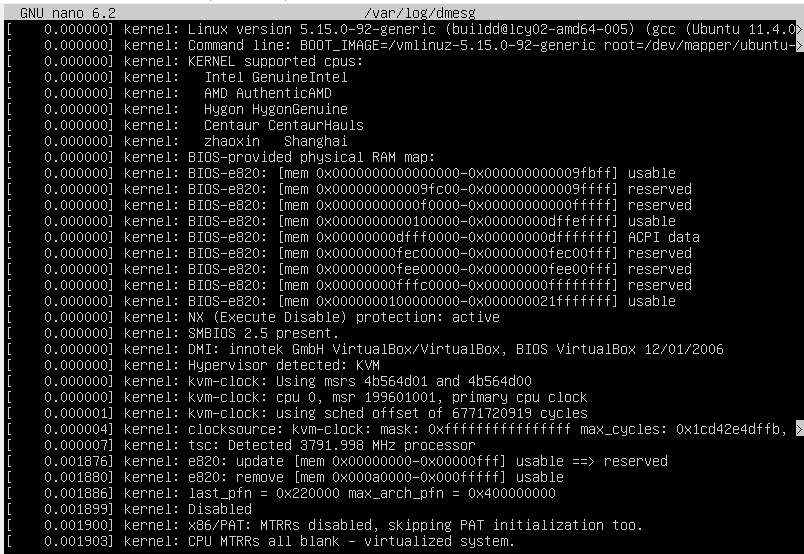 GNU nano 6.2 /var/log/dmesg
[    0.000000] kernel: Linux version 5.15.0-92-generic (buildd@lcy02-amd64-005) (gcc (Ubuntu 11.4.0>
[    0.000000] kernel: Command line: BOOT_IMAGE=/vmlinuz-5.15.0-92-generic root=/dev/mapper/ubuntu->
[    0.000000] kernel: KERNEL supported cpus:
[    0.000000] kernel:   Intel GenuineIntel
[    0.000000] kernel:   AMD AuthenticAMD
[    0.000000] kernel:   Hygon HygonGenuine
[    0.000000] kernel:   Centaur CentaurHauls
[    0.000000] kernel:   zhaoxin   Shanghai
[    0.000000] kernel: BIOS-provided physical RAM map:
[    0.000000] kernel: BIOS-e820: [mem 0x0000000000000000-0x000000000009fbff] usable
[    0.000000] kernel: BIOS-e820: [mem 0x000000000009fc00-0x000000000009ffff] reserved
[    0.000000] kernel: BIOS-e820: [mem 0x00000000000f0000-0x00000000000fffff] reserved
[    0.000000] kernel: BIOS-e820: [mem 0x0000000000100000-0x00000000dffeffff] usable
[    0.000000] kernel: BIOS-e820: [mem 0x00000000dfff0000-0x00000000dfffffff] ACPI data
[    0.000000] kernel: BIOS-e820: [mem 0x00000000fec00000-0x00000000fec00fff] reserved
[    0.000000] kernel: BIOS-e820: [mem 0x00000000fee00000-0x00000000fee00fff] reserved
[    0.000000] kernel: BIOS-e820: [mem 0x00000000fffc0000-0x00000000ffffffff] reserved
[    0.000000] kernel: BIOS-e820: [mem 0x0000000100000000-0x000000021fffffff] usable
[    0.000000] kernel: NX (Execute Disable) protection: active
[    0.000000] kernel: SMBIOS 2.5 present.
[    0.000000] kernel: DMI: innotek GmbH VirtualBox/VirtualBox, BIOS VirtualBox 12/01/2006
[    0.000000] kernel: Hypervisor detected: KVM
[    0.000000] kernel: kvm-clock: Using msrs 4b564d01 and 4b564d00
[    0.000000] kernel: kvm-clock: cpu 0, msr 199601001, primary cpu clock
[    0.000001] kernel: kvm-clock: using sched offset of 6771720919 cycles
[    0.000004] kernel: clocksource: kvm-clock: mask: 0xffffffffffffffff max_cycles: 0x1cd42e4dffb, >
[    0.000007] kernel: tsc: Detected 3791.998 MHz processor
[    0.001876] kernel: e820: update [mem 0x00000000-0x00000fff] usable ==> reserved
[    0.001880] kernel: e820: remove [mem 0x000a0000-0x000fffff] usable
[    0.001886] kernel: last_pfn = 0x220000 max_arch_pfn = 0x400000000
[    0.001899] kernel: Disabled
[    0.001900] kernel: x86/PAT: MTRRs disabled, skipping PAT initialization too.
[    0.001903] kernel: CPU MTRRs all blank - virtualized system.